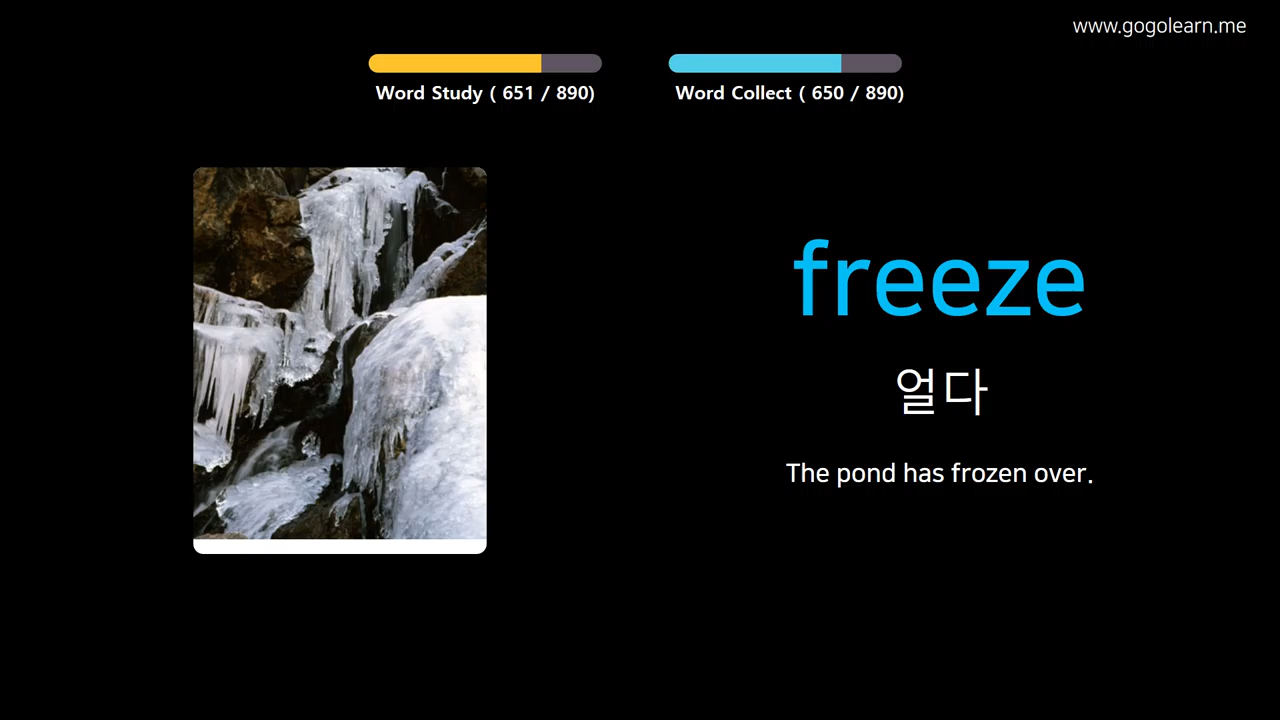 www.gogolearn.me
Word Study ( 651 / 890)
Word Collect ( 650 / 890)
freeze
얼다
The pond has frozen over.